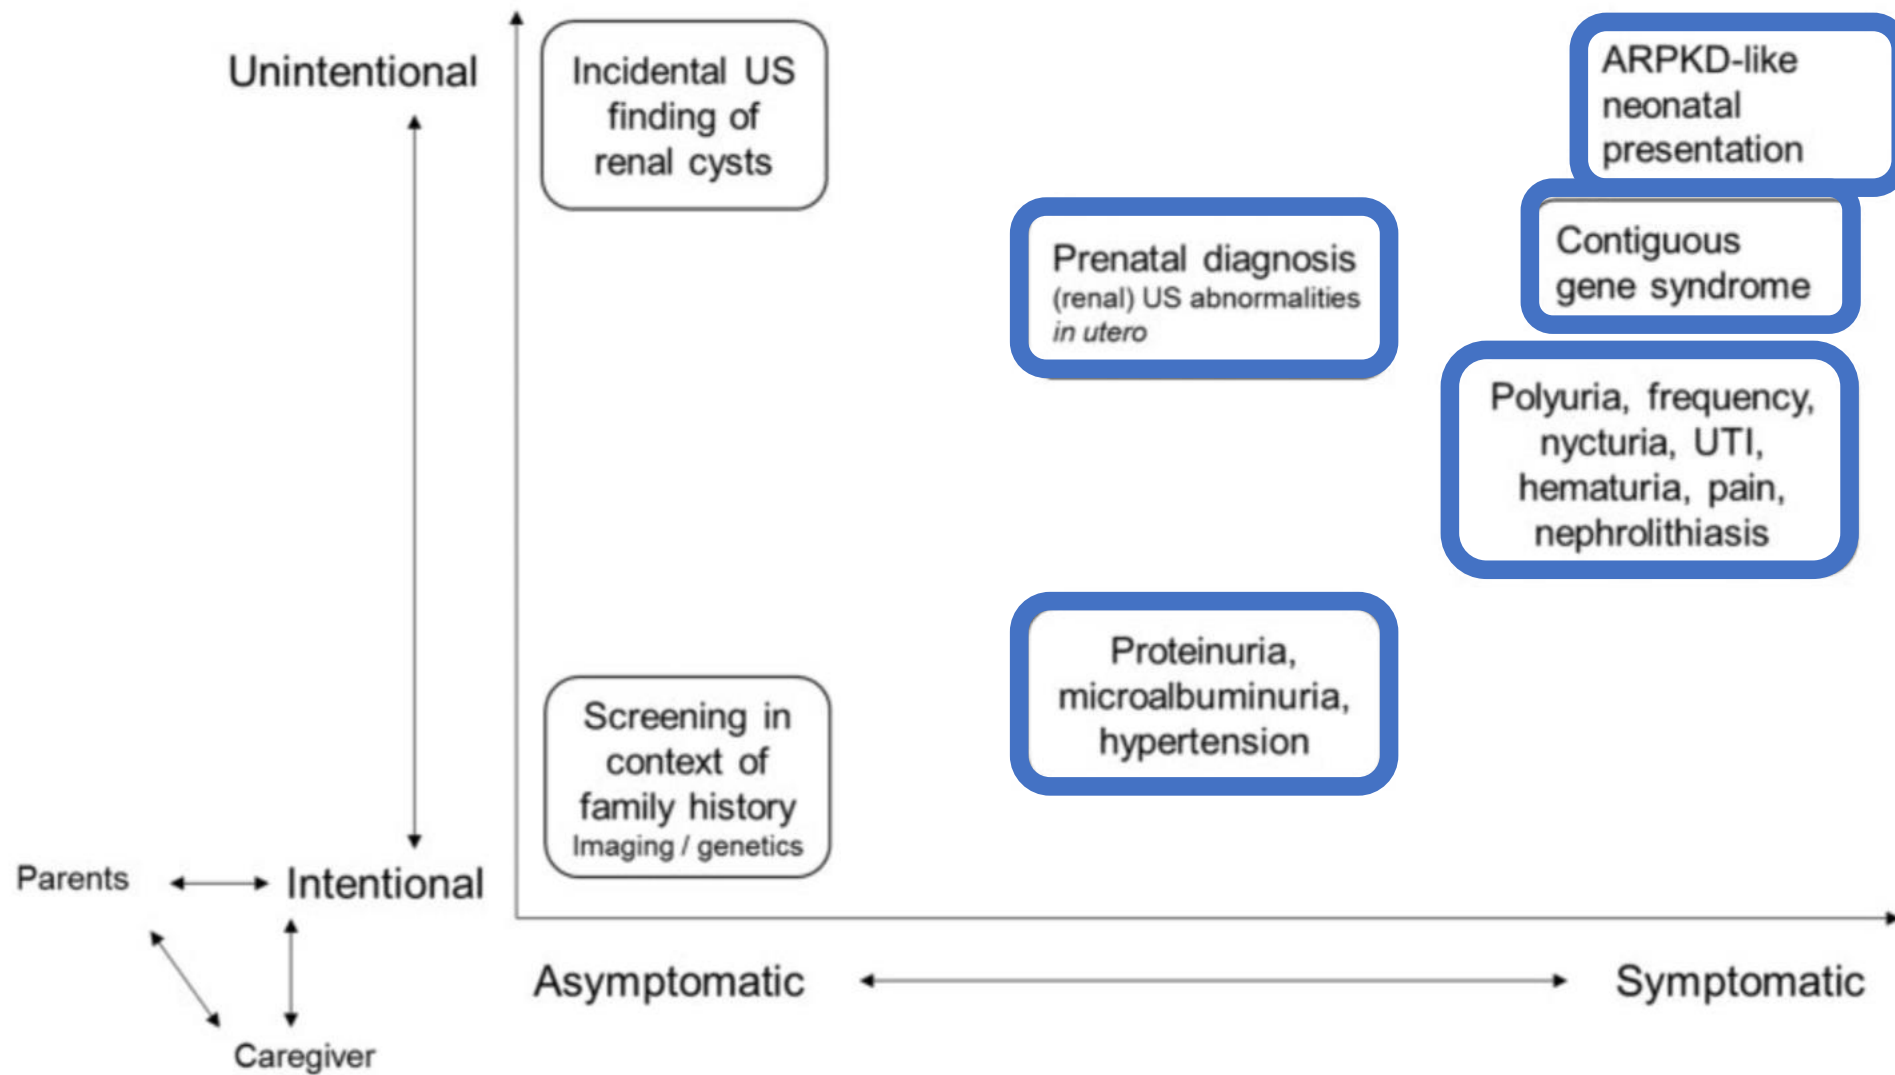 Unintentional
Incidental US
finding of
renal cysts
ARPKD-like
neonatal
presentation
Prenatal diagnosis
(renal) US abnormalities
in utero
Contiguous
gene syndrome
Polyuria, frequency,
nycturia, UTI,
hematuria, pain,
nephrolithiasis
Proteinuria,
microalbuminuria,
hypertension
Screening in
context of
family history
Imaging / genetics
Parents
Intentional
Caregiver
Asymptomatic
Symptomatic